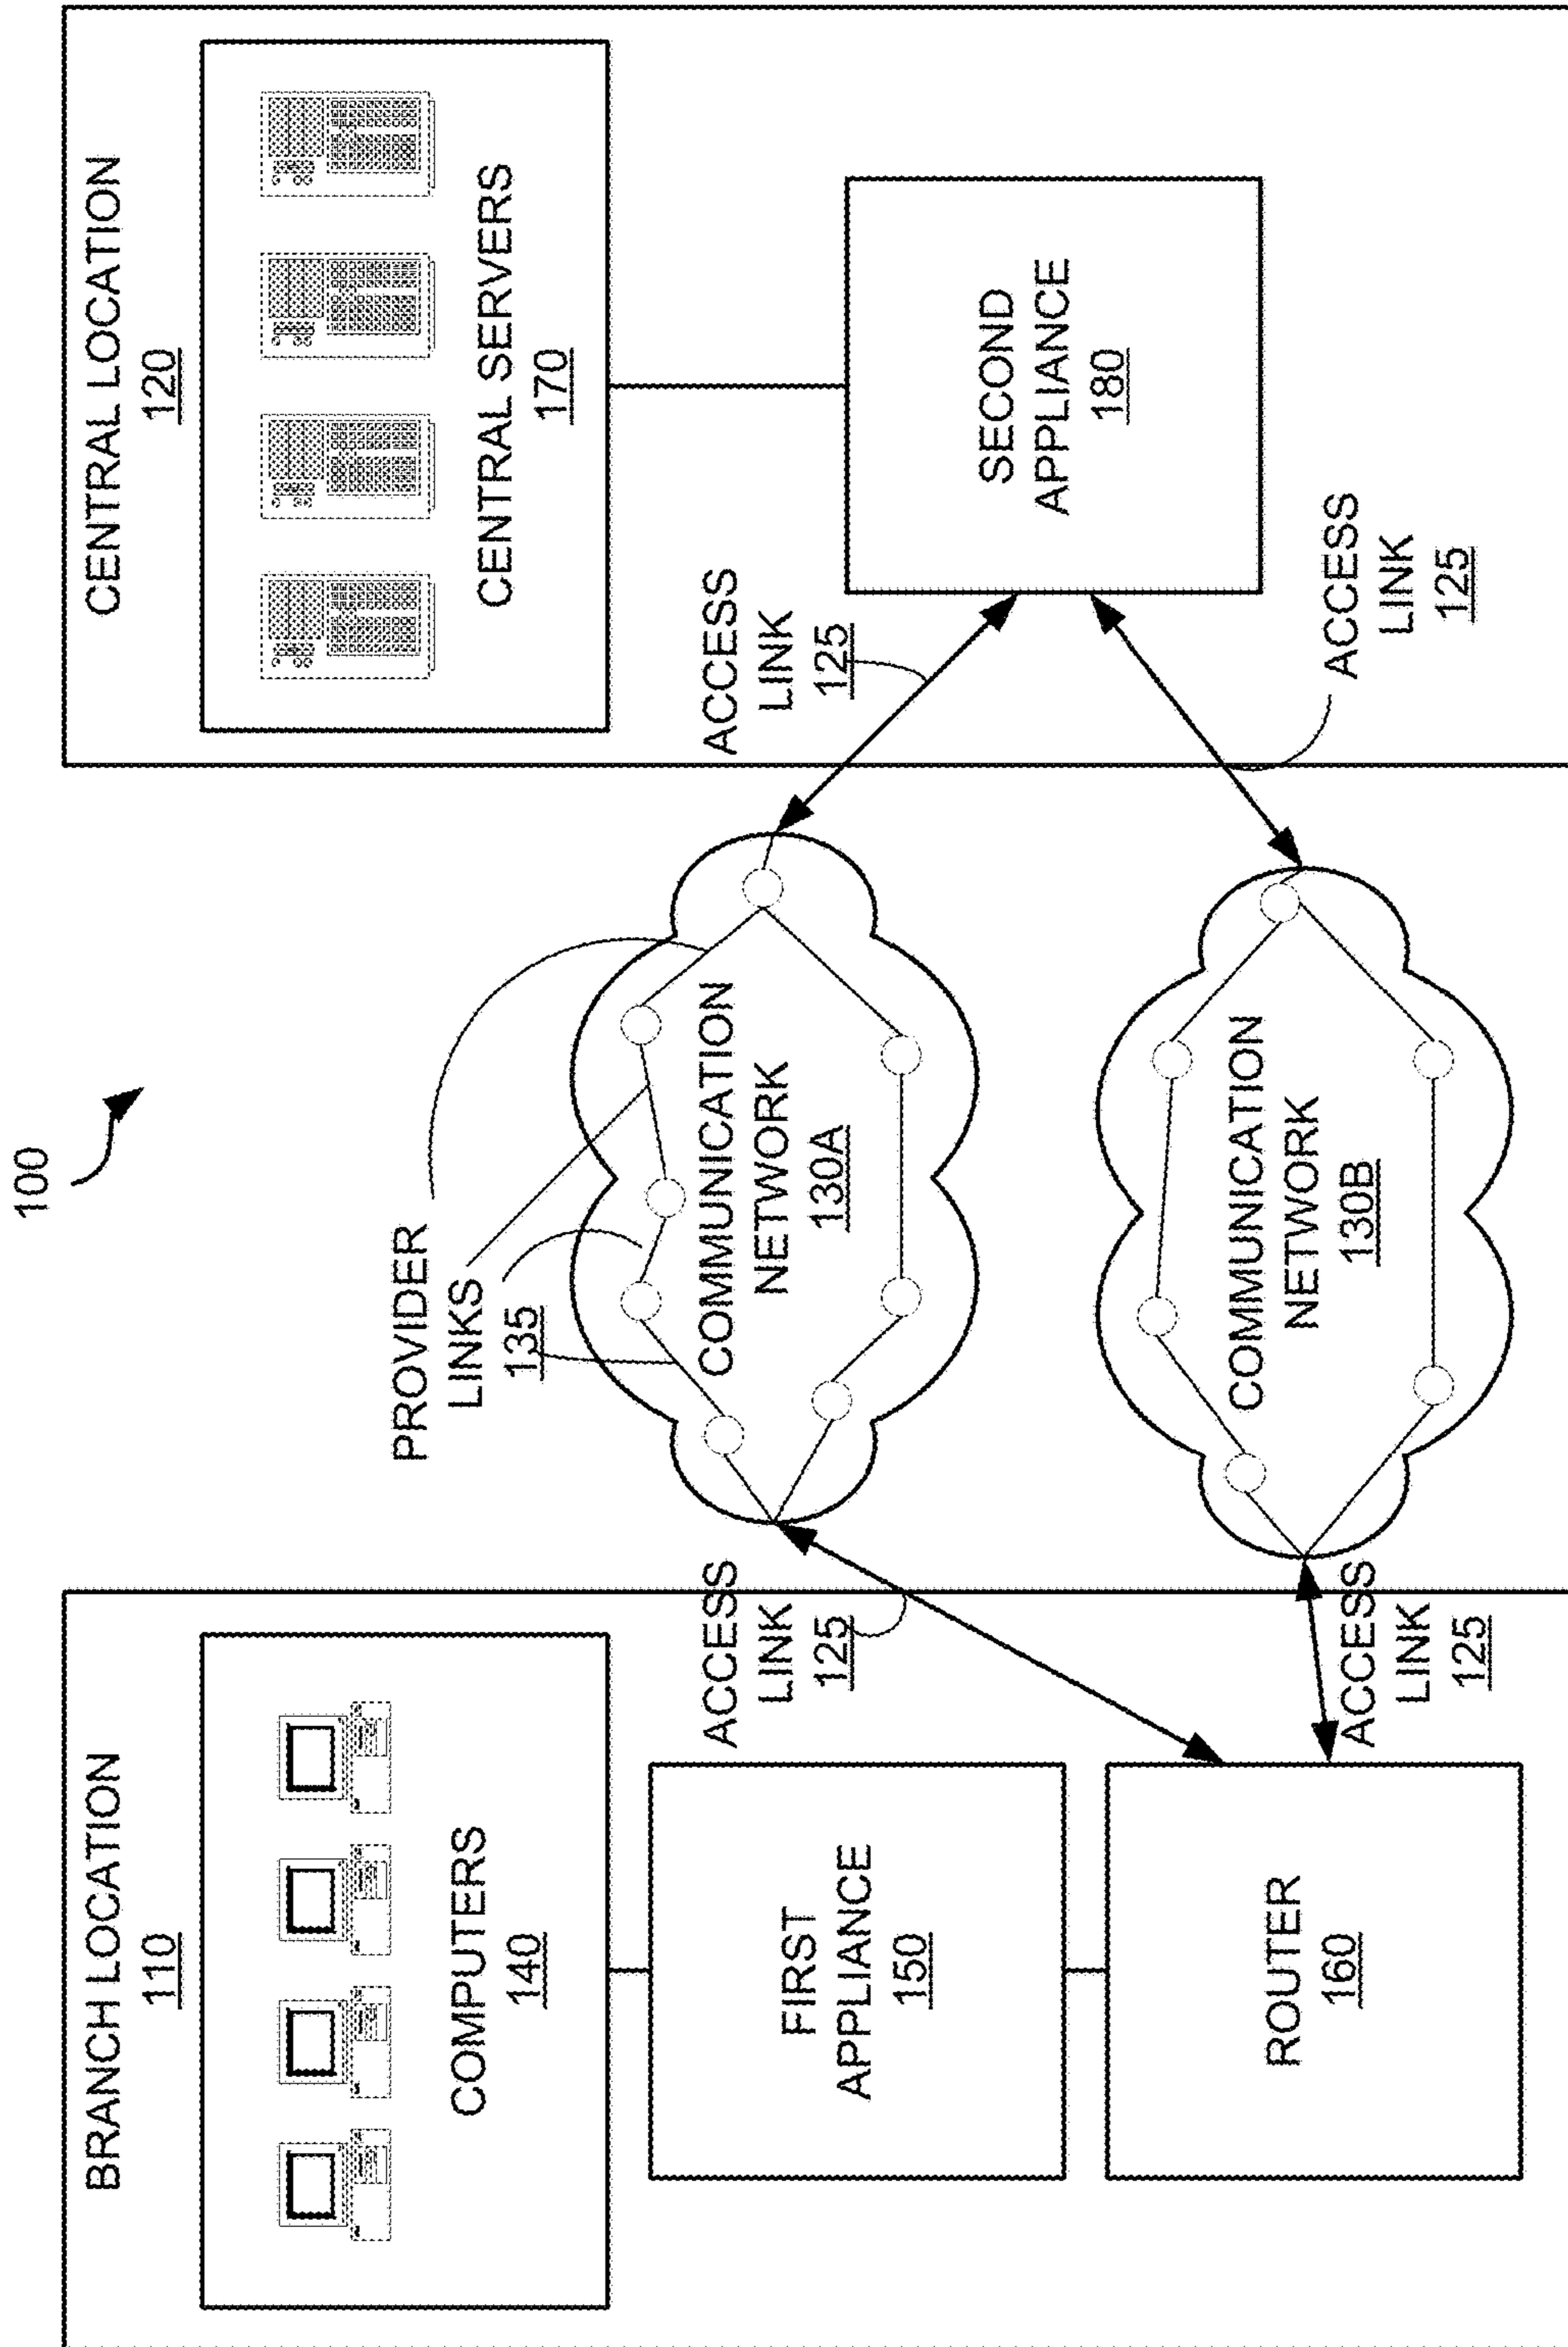 100
BRANCH LOCATION
110
COMPUTERS
140
FIRST
APPLIANCE
150
ROUTER
160
ACCESS
LINK
125
ACCESS
LINK
125
PROVIDER
LINKS
135
COMMUNICATION
NETWORK
130A
COMMUNICATION
NETWORK
130B
CENTRAL LOCATION
120
CENTRAL SERVERS
170
ACCESS
LINK
125
SECOND
APPLIANCE
180
ACCESS
LINK
125